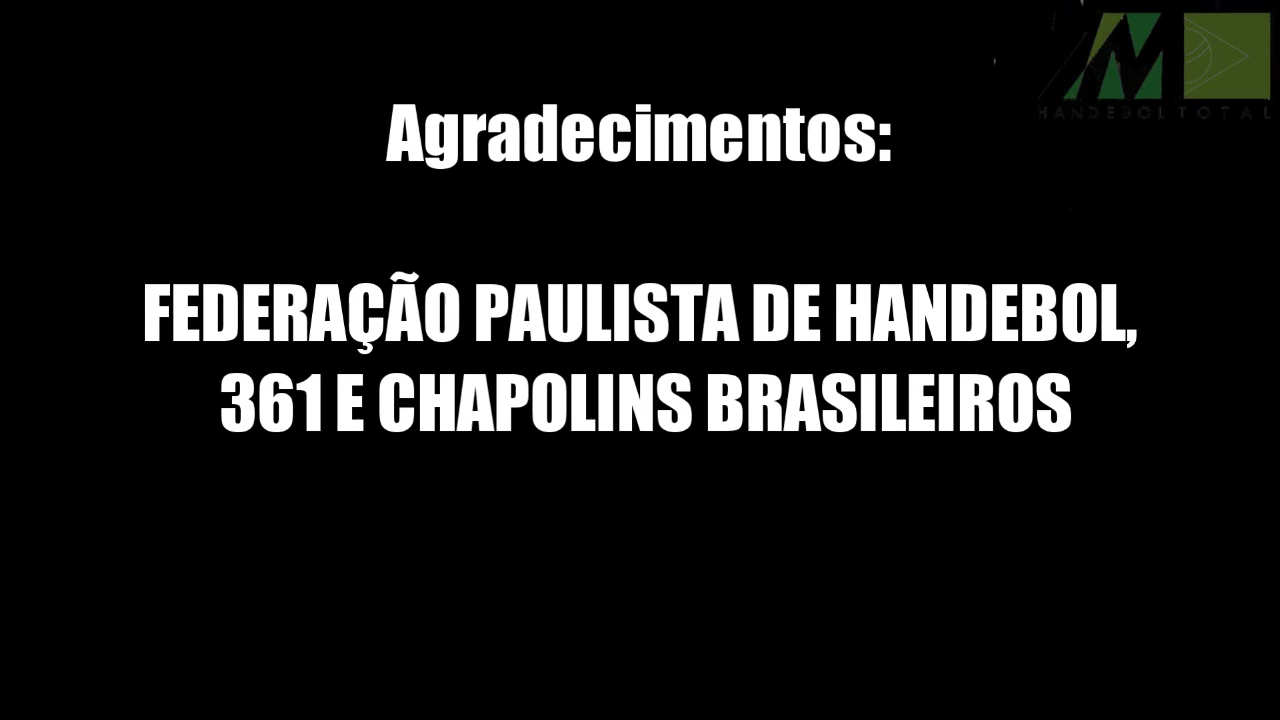 HANDEBOL TOTAL
Agradecimentos:
FEDERAÇÃO PAULISTA DE HANDEBOL,
361 E CHAPOLINS BRASILEIROS